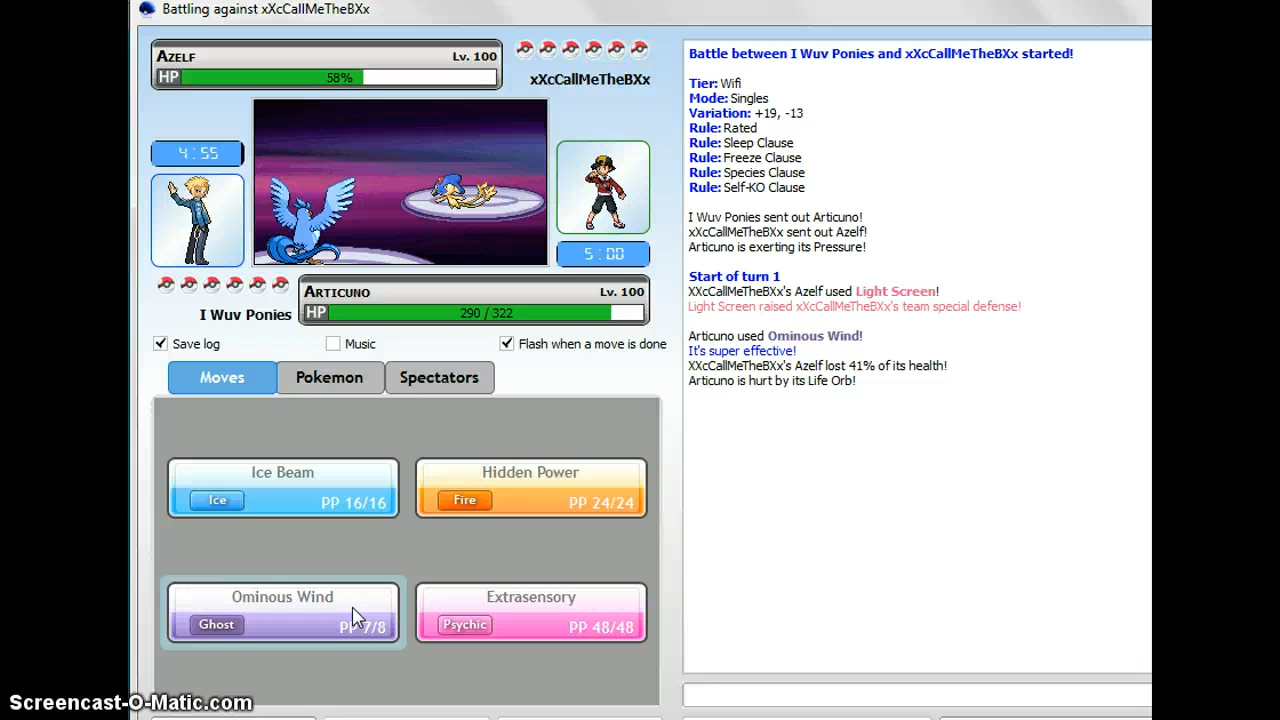 Battling against xXcCallMeTheBXx
AZELF Lv. 100
HP 58%
xXcCallMeTheBXx
4:55
5:00
ARTICUNO Lv. 100
HP 290 / 322
I Wuv Ponies
Save log Music Flash when a move is done
Moves Pokemon Spectators
Ice Beam
Ice PP 16/16
Hidden Power
Fire PP 24/24
Ominous Wind
Ghost PP 7/8
Extrasensory
Psychic PP 48/48
Battle between I Wuv Ponies and xXcCallMeTheBXx started!
Tier: Wifi
Mode: Singles
Variation: +19, -13
Rule: Rated
Rule: Sleep Clause
Rule: Freeze Clause
Rule: Species Clause
Rule: Self-KO Clause
I Wuv Ponies sent out Articuno!
xXcCallMeTheBXx sent out Azelf!
Articuno is exerting its Pressure!
Start of turn 1
XXcCallMeTheBXx's Azelf used Light Screen!
Light Screen raised xXcCallMeTheBXx's team special defense!
Articuno used Ominous Wind!
It's super effective!
XXcCallMeTheBXx's Azelf lost 41% of its health!
Articuno is hurt by its Life Orb!
Screencast-O-Matic.com